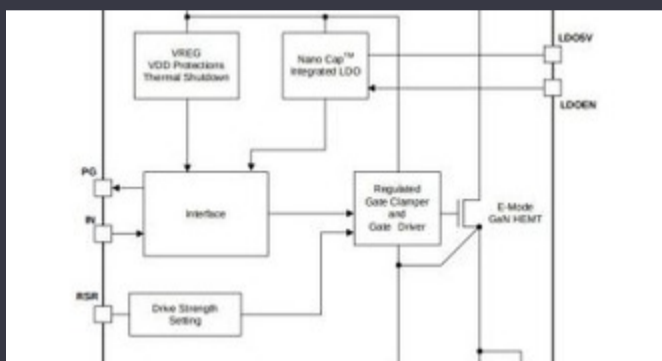 LDO5V
VREG
VDD Protections
Thermal Shutdown
Nano Cap™
Integrated LDO
LDOEN
PG
Interface
Regulated
Gate Clamper
and
Gate Driver
E-Mode
GaN HEMT
IN
RSR
Drive Strength
Setting